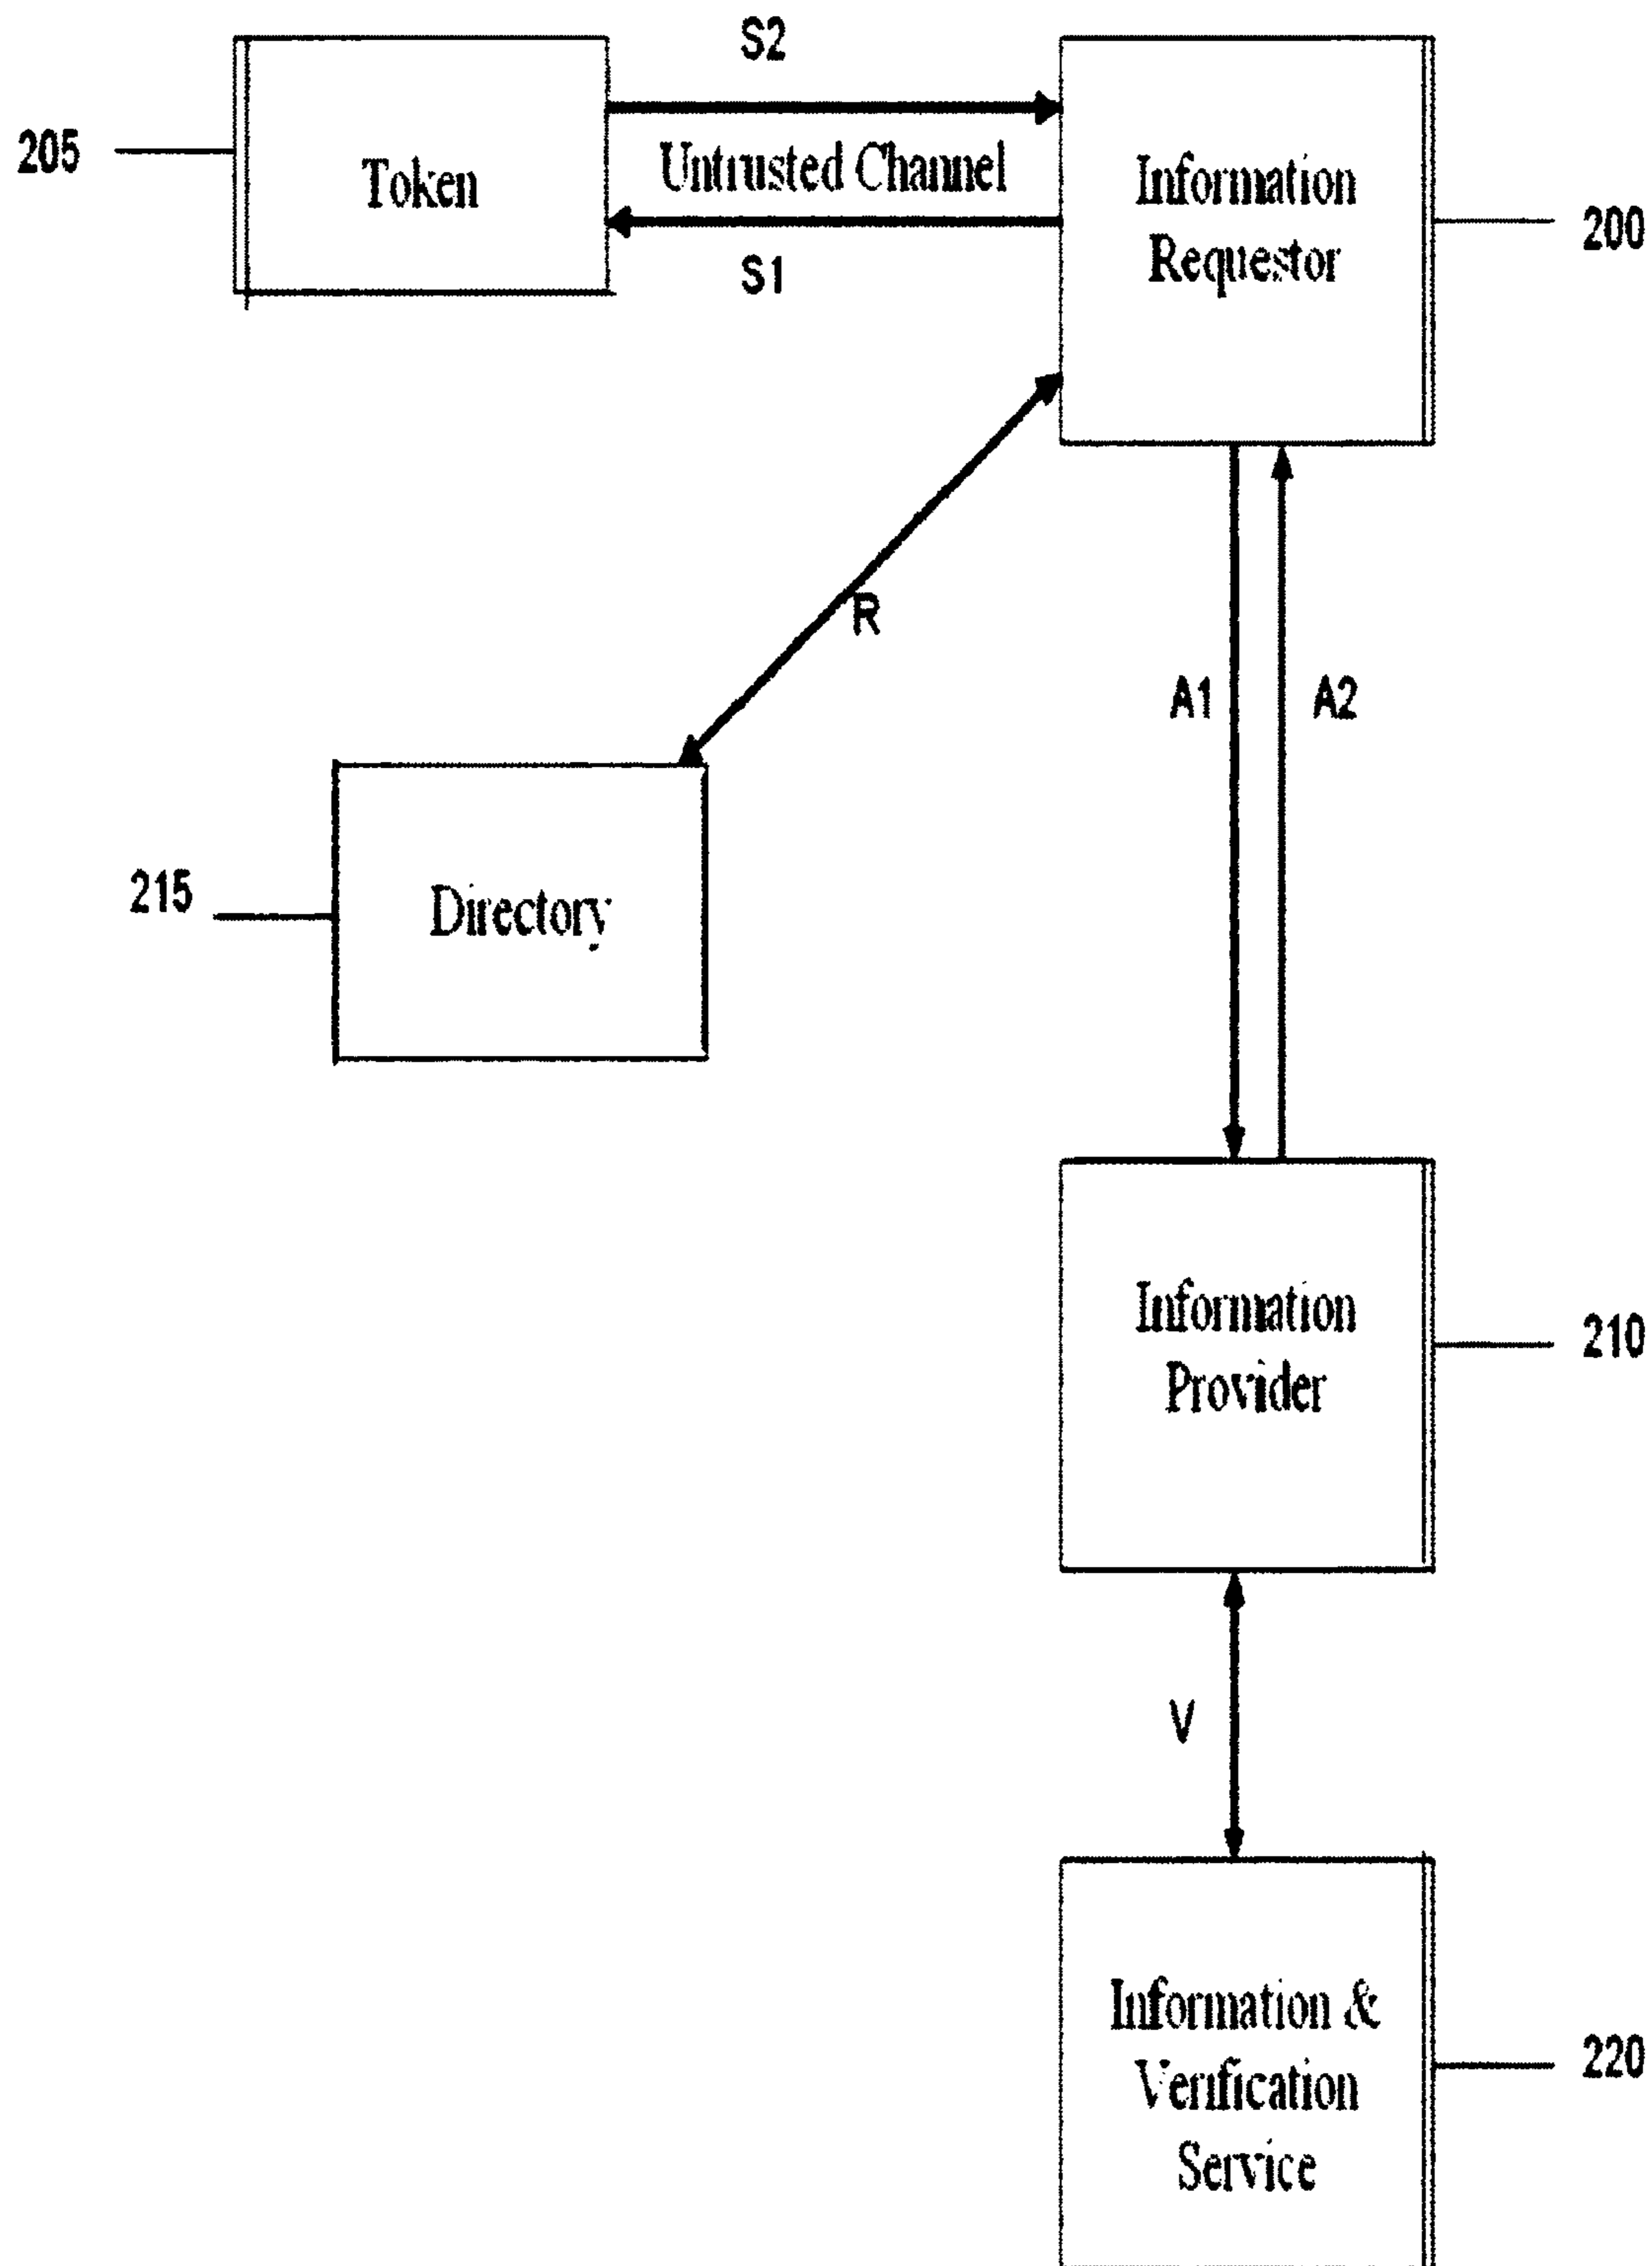 S2
205
Token
Untrusted Channel
Information
Requestor
200
S1
R
A1
A2
215
Directory
Information
Provider
210
V
Information &
Verification
Service
220